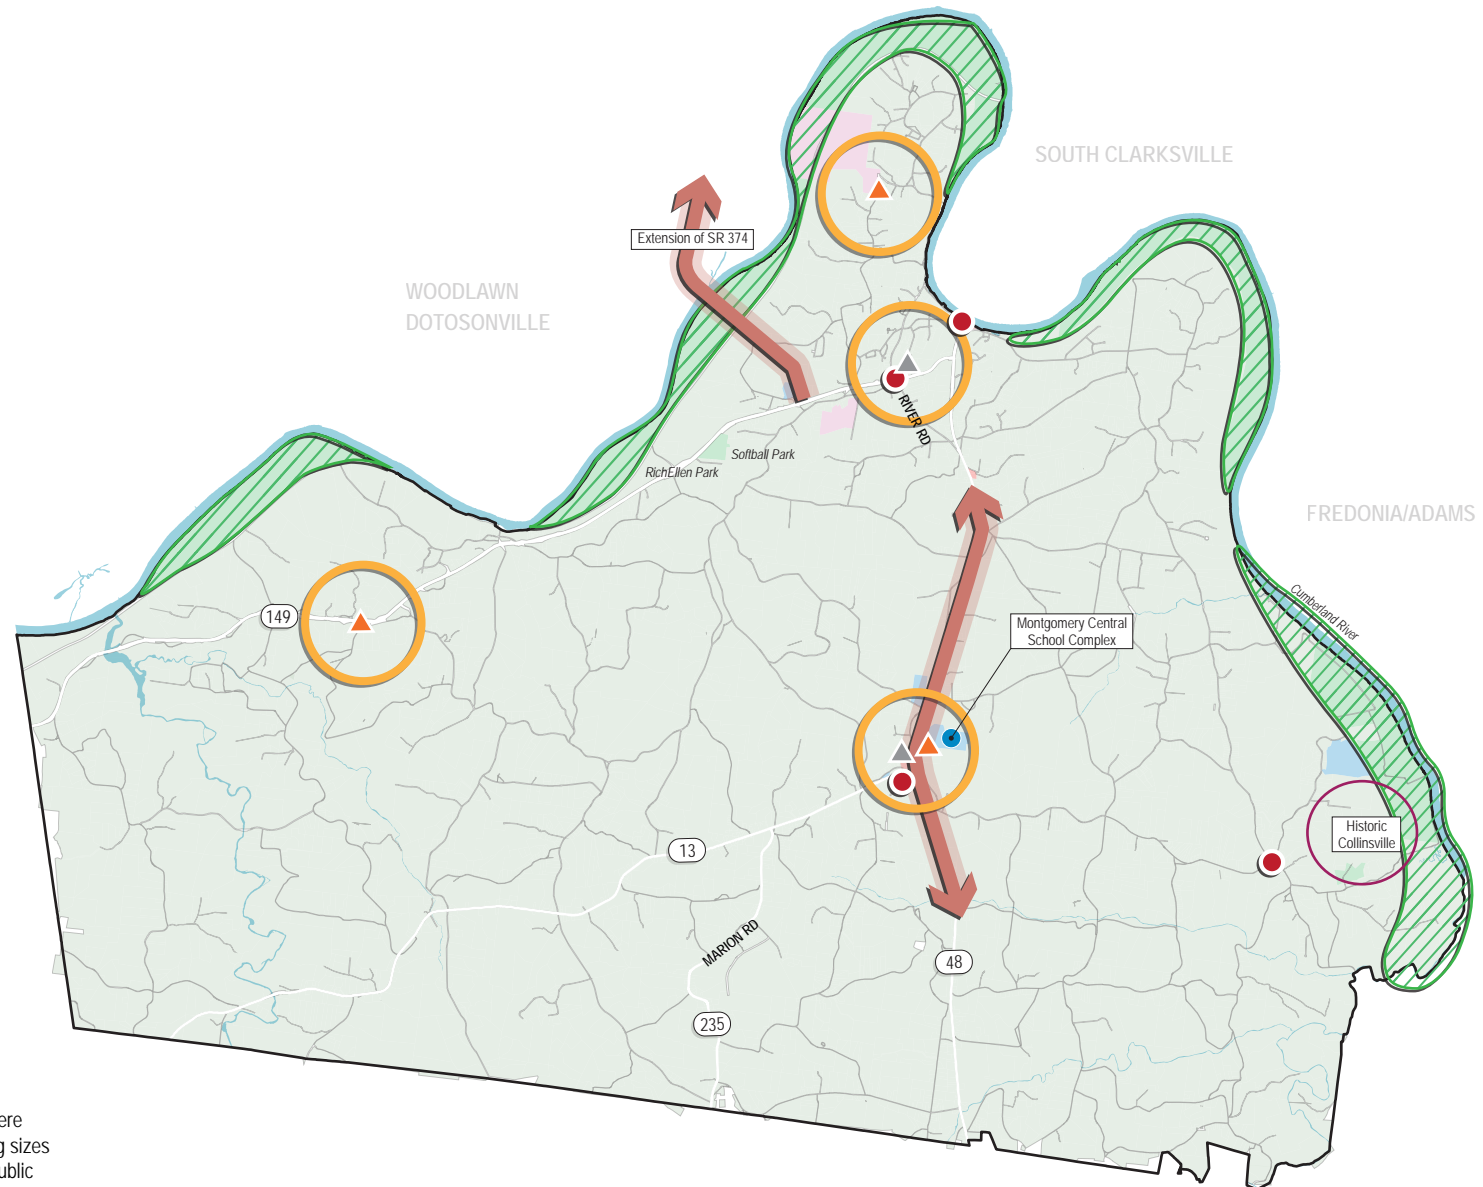 SOUTH CLARKSVILLE
Extension of SR 374
WOODLAWN
DOTOSONVILLE
RIVER RD
Softball Park
RichEllen Park
FREDONIA/ADAMS
Cumberland River
149
Montgomery Central
School Complex
Historic
Collinsville
13
MARION RD
48
235
ere
g sizes
ublic